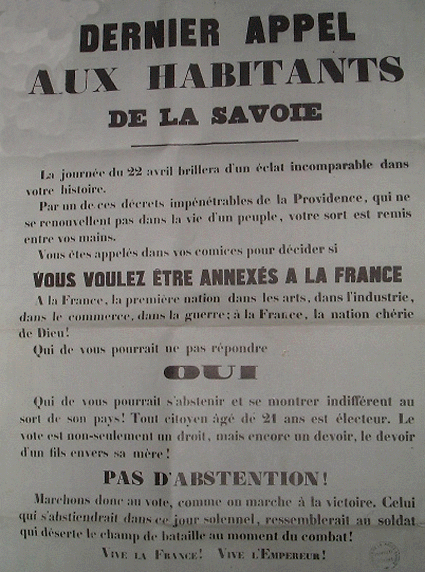 DERNIER APPEL
AUX HABITANTS
DE LA SAVOIE
La journée du 22 avril brillera d'un éclat incomparable dans
votre histoire.
Par un de ces décrets impénétrables de la Providence, qui ne
se renouvellent pas dans la vie d'un peuple, votre sort est remis
entre vos mains.
Vous êtes appelés dans vos comices pour décider si
VOUS VOULEZ ÊTRE ANNEXÉS A LA FRANCE
A la France, la première nation dans les arts, dans l'industrie,
dans le commerce, dans la guerre; à la France, la nation chérie
de Dieu!
Qui de vous pourrait ne pas répondre
OUI
Qui de vous pourrait s'abstenir et se montrer indifférent au
sort de son pays! Tout citoyen âgé de 21 ans est électeur. Le
vote est non-seulement un droit, mais encore un devoir, le devoir
d'un fils envers sa mère!
PAS D'ABSTENTION!
Marchons donc au vote, comme on marche à la victoire. Celui
qui s'abstiendrait dans ce jour solennel, ressemblerait au soldat
qui déserte le champ de bataille au moment du combat!
VIVE LA FRANCE! VIVE L'EMPEREUR!